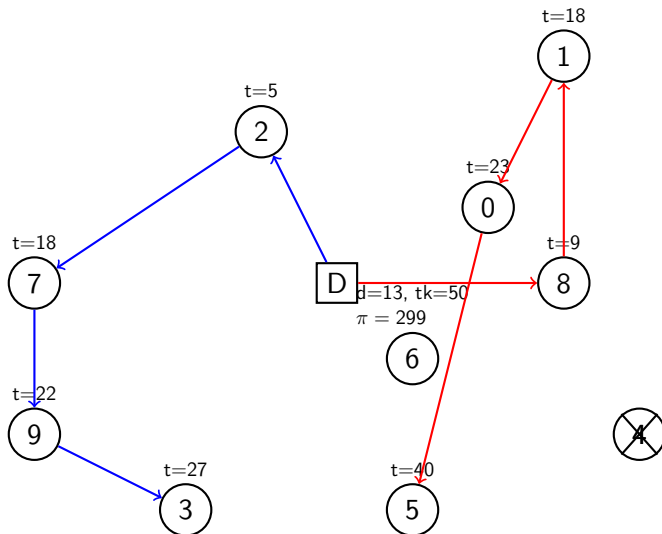 t=18
1
t=5
2
t=23
0
t=18
7
D
t=9
8
d=13, tk=50
π = 299
6
t=22
9
4
t=27
3
t=40
5